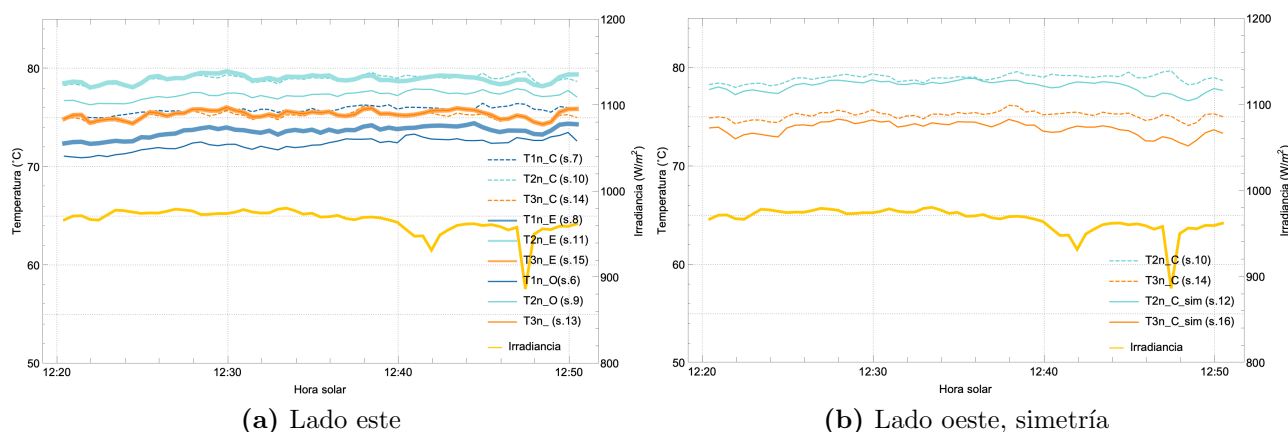 1200
1100
1000
900
800
80
70
60
50
Temperatura (˚C)
Irradiancia (W/m²)
T1n_C (s.7)
T2n_C (s.10)
T3n_C (s.14)
T1n_E (s.8)
T2n_E (s.11)
T3n_E (s.15)
T1n_O(s.6)
T2n_O (s.9)
T3n_ (s.13)
Irradiancia
12:20
12:30
12:40
12:50
Hora solar
(a) Lado este
1200
1100
1000
900
800
80
70
60
50
Temperatura (˚C)
Irradiancia (W/m²)
T2n_C (s.10)
T3n_C (s.14)
T2n_C_sim (s.12)
T3n_C_sim (s.16)
Irradiancia
12:20
12:30
12:40
12:50
Hora solar
(b) Lado oeste, simetría